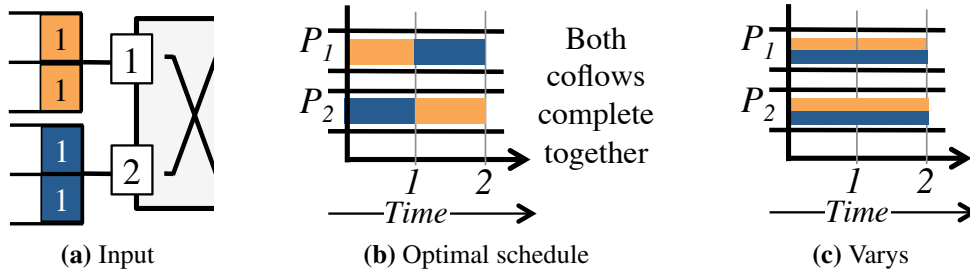 1
1
1
1
1
2
P1
P2
1 2
Time
Both
coflows
complete
together
P1
P2
1 2
Time
(a) Input
(b) Optimal schedule
(c) Varys